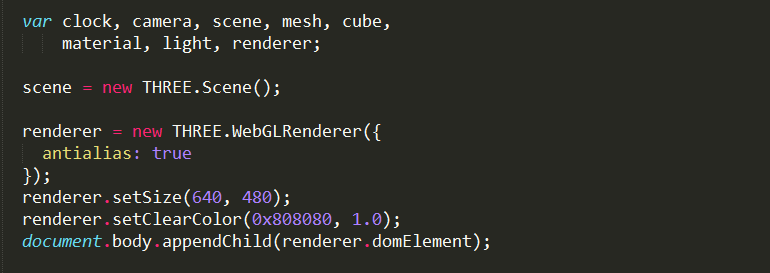 var clock, camera, scene, mesh, cube,
material, light, renderer;
scene = new THREE.Scene();
renderer = new THREE.WebGLRenderer({
antialias: true
});
renderer.setSize(640, 480);
renderer.setClearColor(0x808080, 1.0);
document.body.appendChild(renderer.domElement);